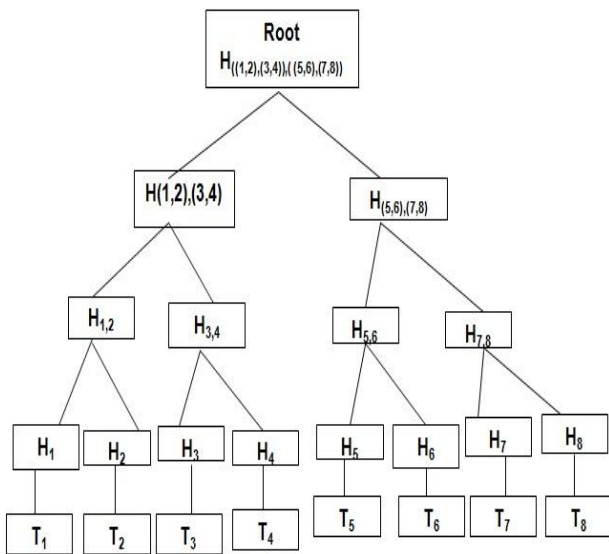 Root
H((1,2),(3,4)),( (5,6),(7,8))
H(1,2),(3,4)
H(5,6),(7,8)
H1,2
H3,4
H5,6
H7,8
H1
H2
H3
H4
H5
H6
H7
H8
T1
T2
T3
T4
T5
T6
T7
T8